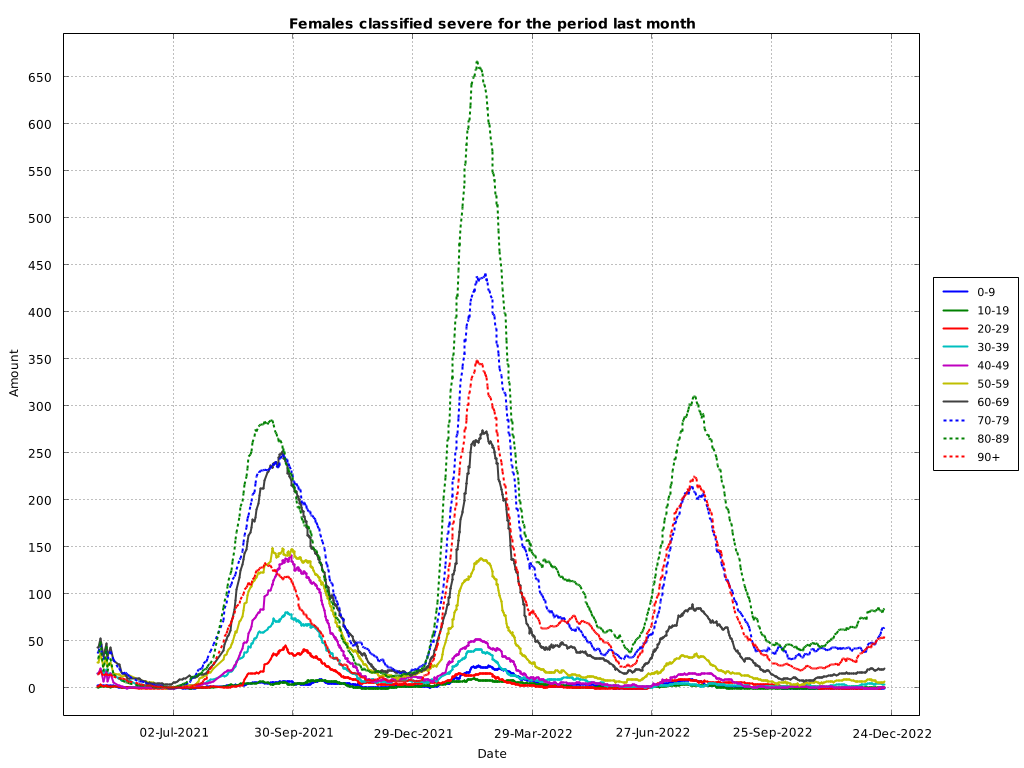 Females classified severe for the period last month
Amount
650
600
550
500
450
400
350
300
250
200
150
100
50
0
02-Jul-2021
30-Sep-2021
29-Dec-2021
29-Mar-2022
27-Jun-2022
25-Sep-2022
24-Dec-2022
Date
0-9
10-19
20-29
30-39
40-49
50-59
60-69
70-79
80-89
90+